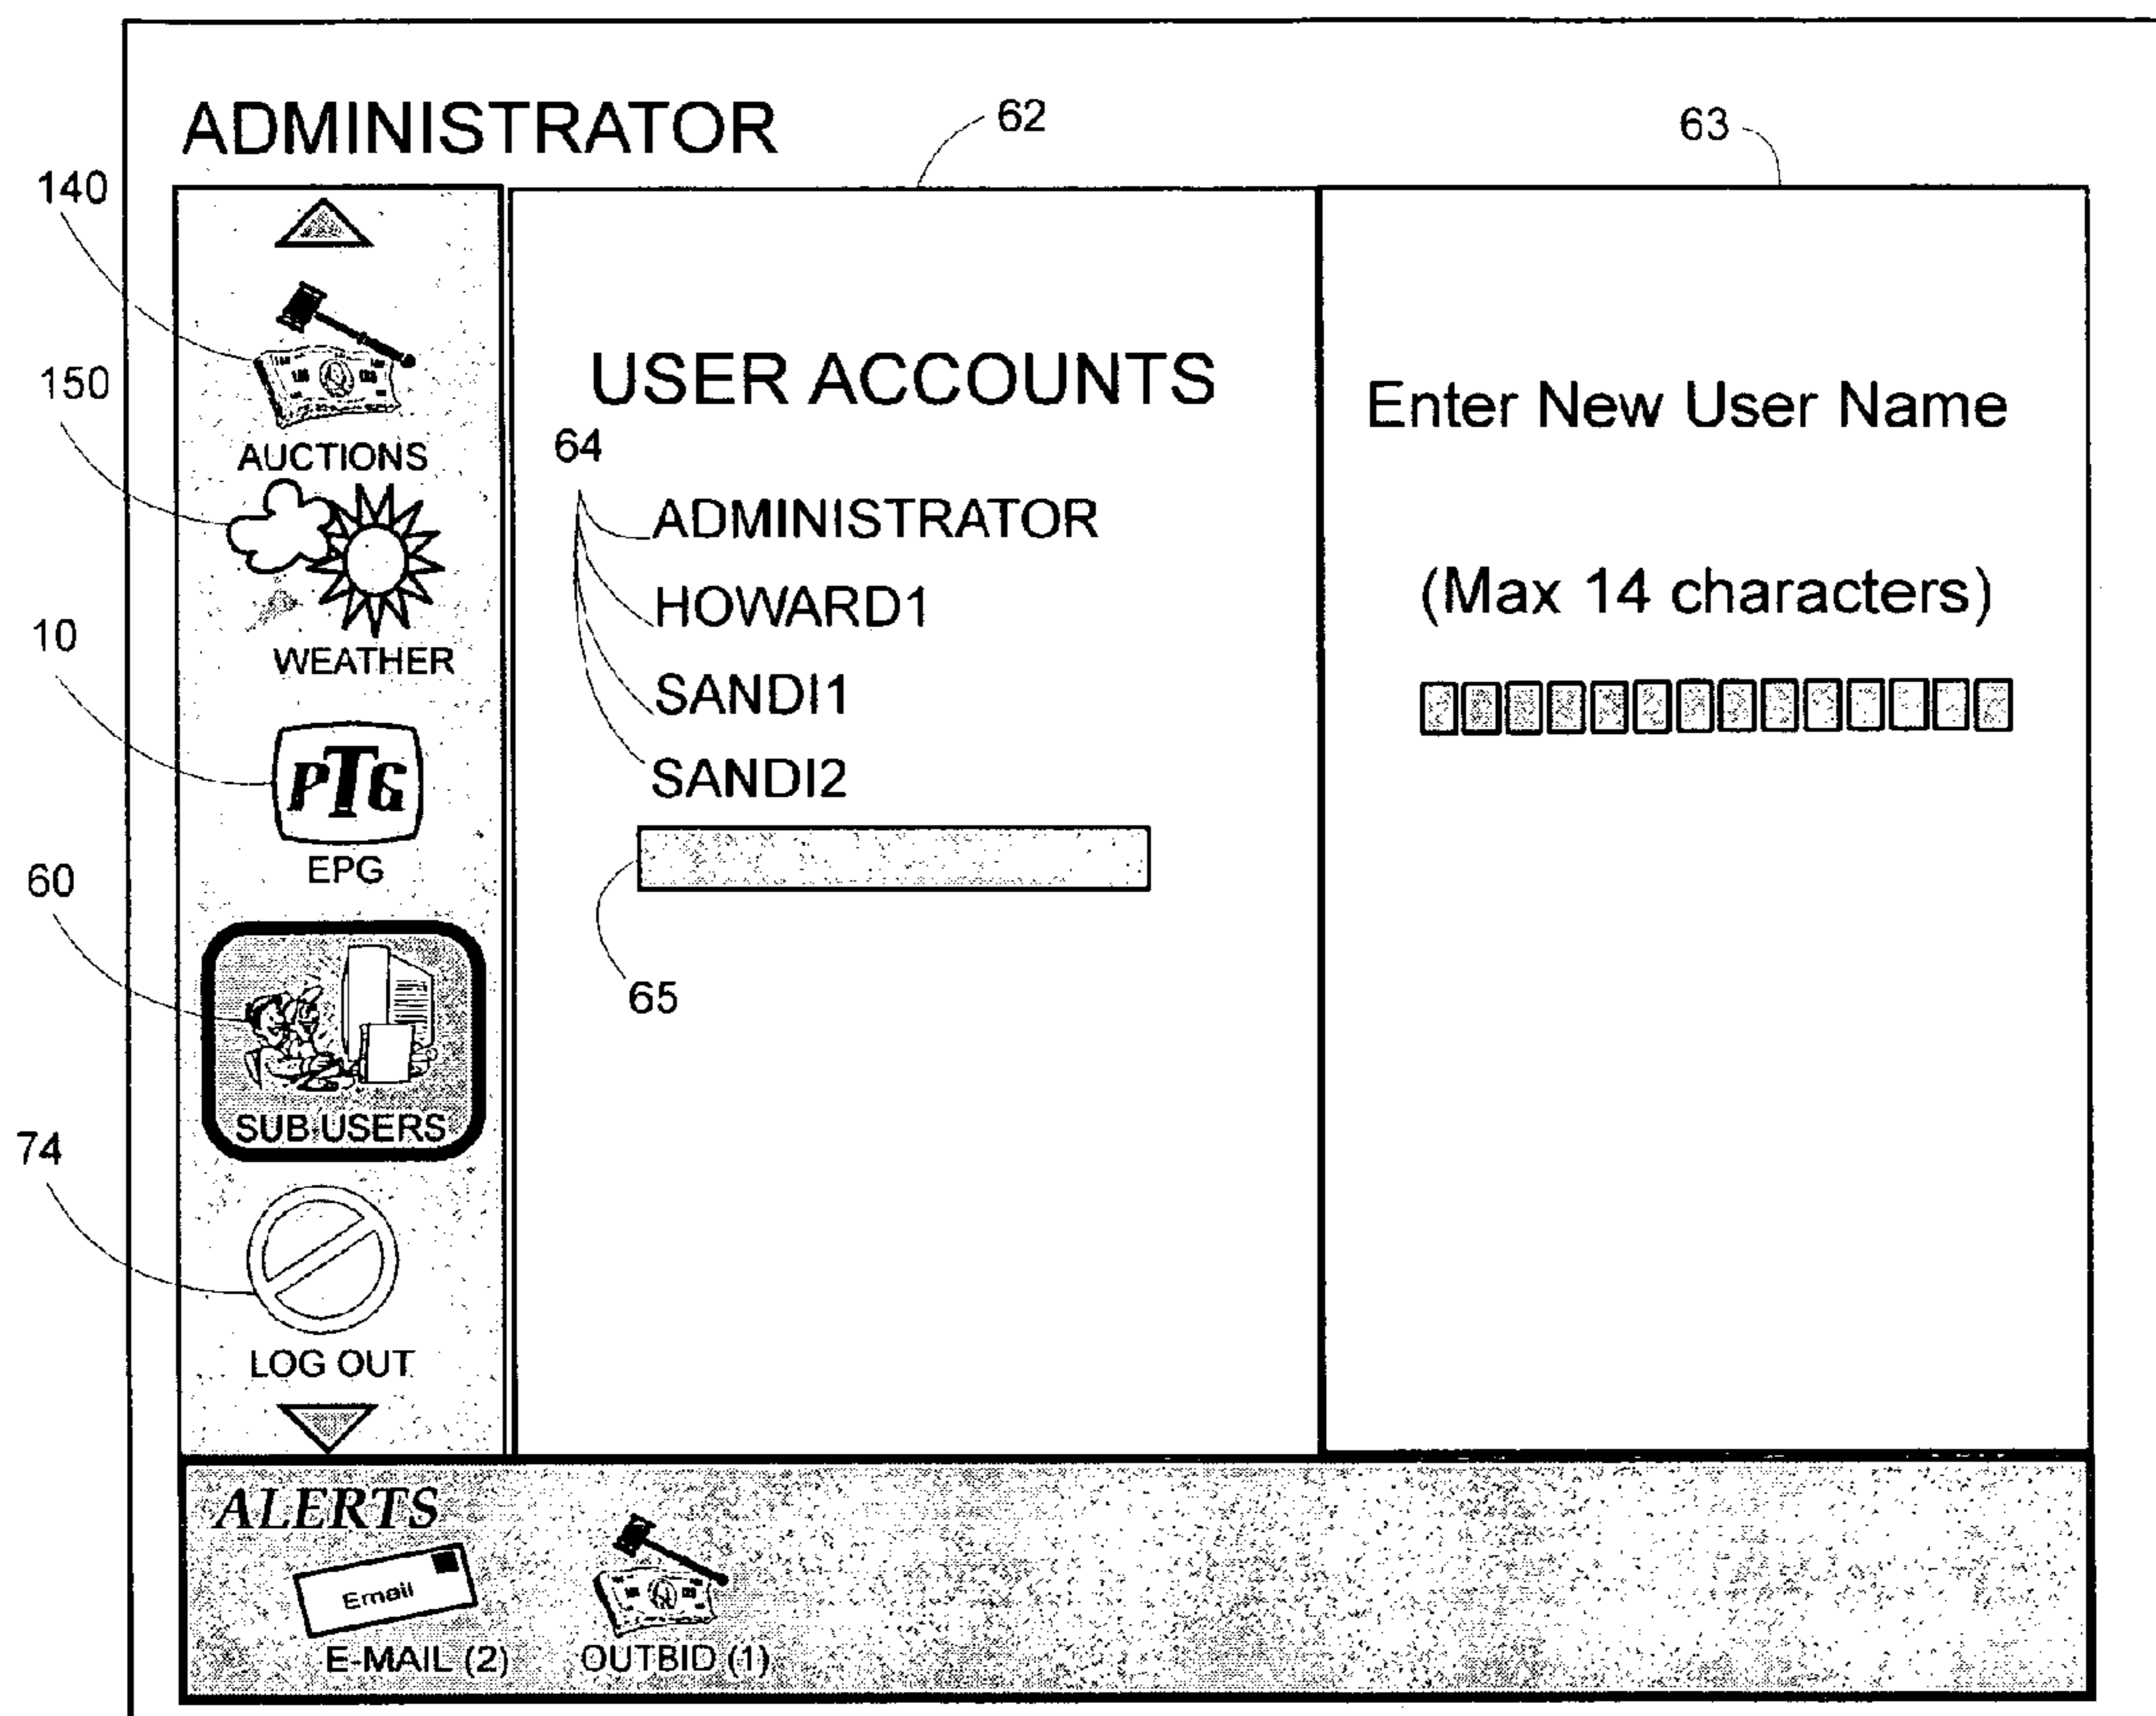 ADMINISTRATOR
62
63
140
150
10
60
74
AUCTIONS
WEATHER
PTG
EPG
SUB USERS
LOG OUT
USER ACCOUNTS
64
ADMINISTRATOR
HOWARD1
SANDI1
SANDI2
65
Enter New User Name
(Max 14 characters)
ALERTS
Email
E-MAIL (2)
OUTBID (1)